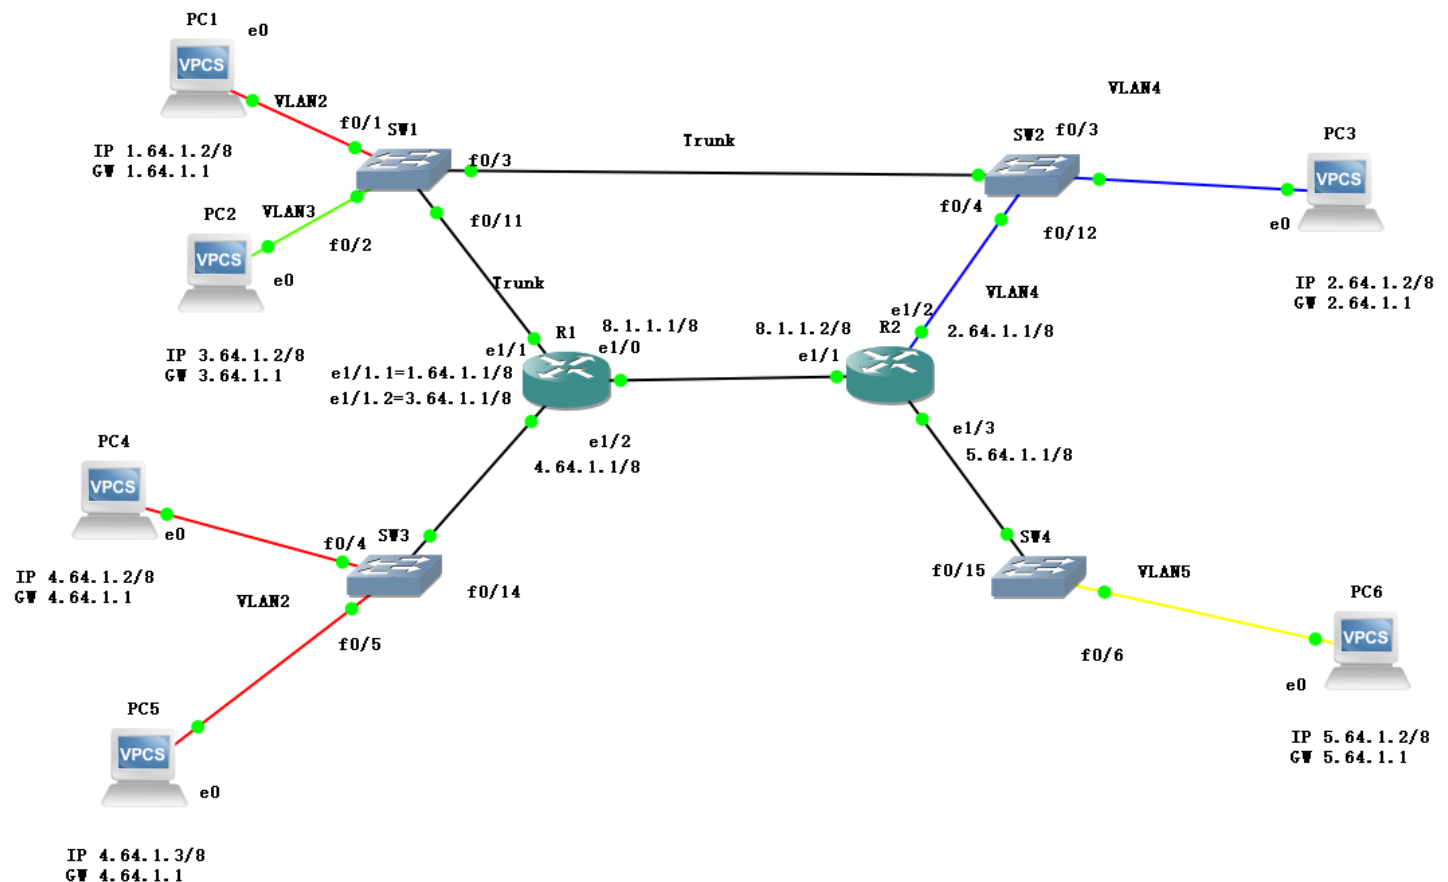 PC1
e0
VPCS
VLAN2
f0/1
SW1
IP 1.64.1.2/8
GW 1.64.1.1
f0/3
Trunk
VLAN4
SW2
f0/3
PC3
VPCS
f0/4
e0
f0/12
IP 2.64.1.2/8
GW 2.64.1.1
PC2
VLAN3
VPCS
f0/2
e0
f0/11
Trunk
IP 3.64.1.2/8
GW 3.64.1.1
VLAN4
e1/2
2.64.1.1/8
R1
8.1.1.1/8
e1/1
e1/0
e1/1.1=1.64.1.1/8
e1/1.2=3.64.1.1/8
8.1.1.2/8
R2
e1/1
e1/2
4.64.1.1/8
e1/3
5.64.1.1/8
PC4
VPCS
e0
f0/4
SW3
IP 4.64.1.2/8
GW 4.64.1.1
VLAN2
f0/14
f0/5
SW4
f0/15
VLAN5
PC6
VPCS
f0/6
e0
IP 5.64.1.2/8
GW 5.64.1.1
PC5
VPCS
e0
IP 4.64.1.3/8
GW 4.64.1.1